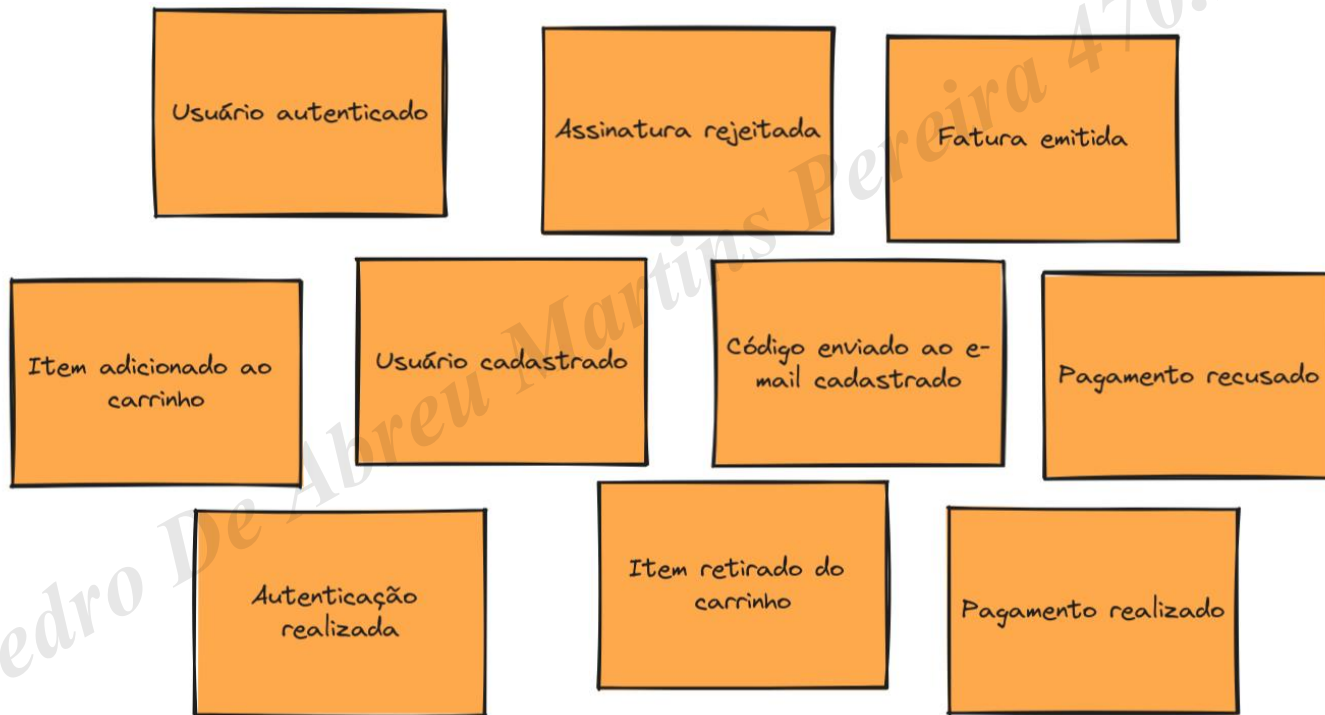 Usuário autenticado
Assinatura rejeitada
Fatura emitida
Item adicionado ao
carrinho
Usuário cadastrado
Código enviado ao e-
mail cadastrado
Pagamento recusado
Autenticação
realizada
Item retirado do
carrinho
Pagamento realizado
edro De Abreu Martins Pereira 470.